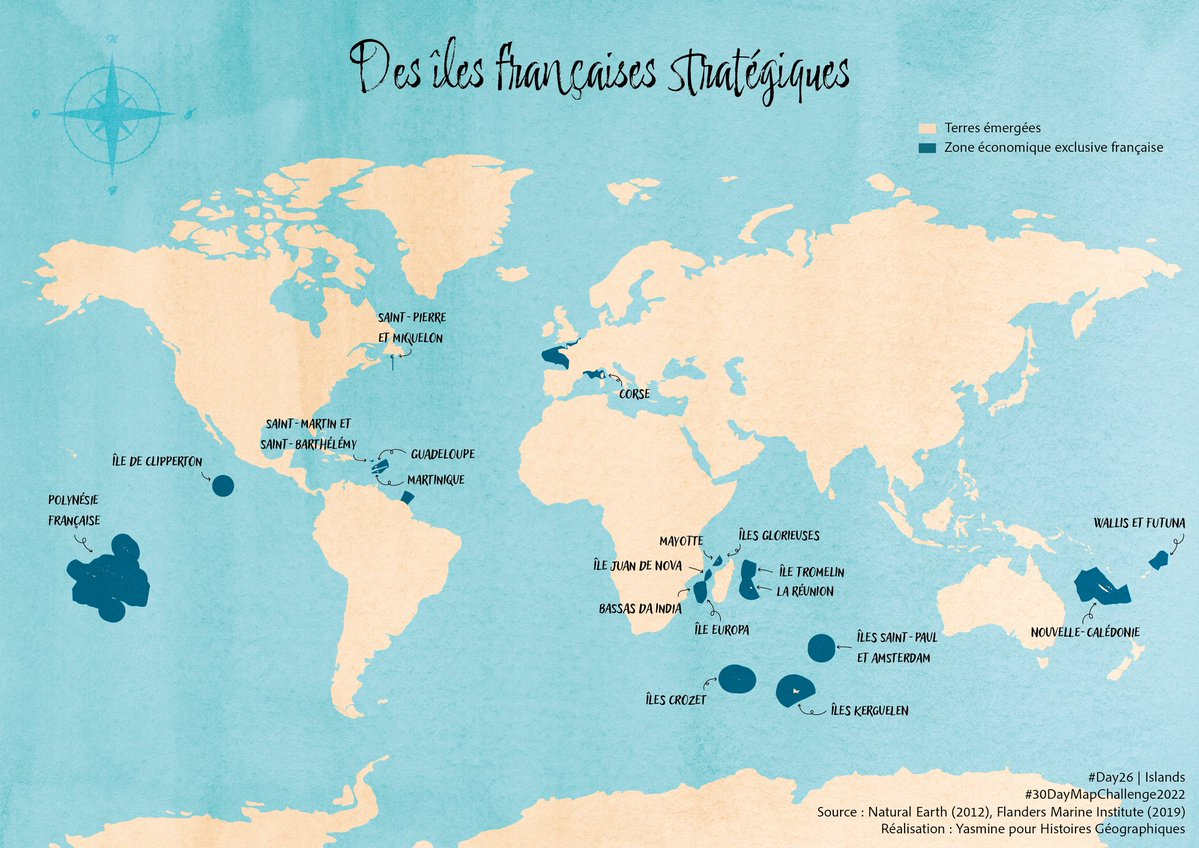 Des îles françaises stratégiques
Terres émergées
Zone économique exclusive française
SAINT-PIERRE
ET MIQUELON
CORSE
SAINT-MARTIN ET
SAINT-BARTHÉLÉMY
GUADELOUPE
MARTINIQUE
ÎLE DE CLIPPERTON
POLYNÉSIE
FRANÇAISE
WALLIS ET FUTUNA
MAYOTTE
ÎLES GLORIEUSES
ÎLE JUAN DE NOVA
ÎLE TROMELIN
LA RÉUNION
BASSAS DA INDIA
ÎLE EUROPA
NOUVELLE-CALÉDONIE
ÎLES SAINT-PAUL
ET AMSTERDAM
ÎLES CROZET
ÎLES KERGUELEN
#Day26 | Islands
#30DayMapChallenge2022
Source : Natural Earth (2012), Flanders Marine Institute (2019)
Réalisation : Yasmine pour Histoires Géographiques